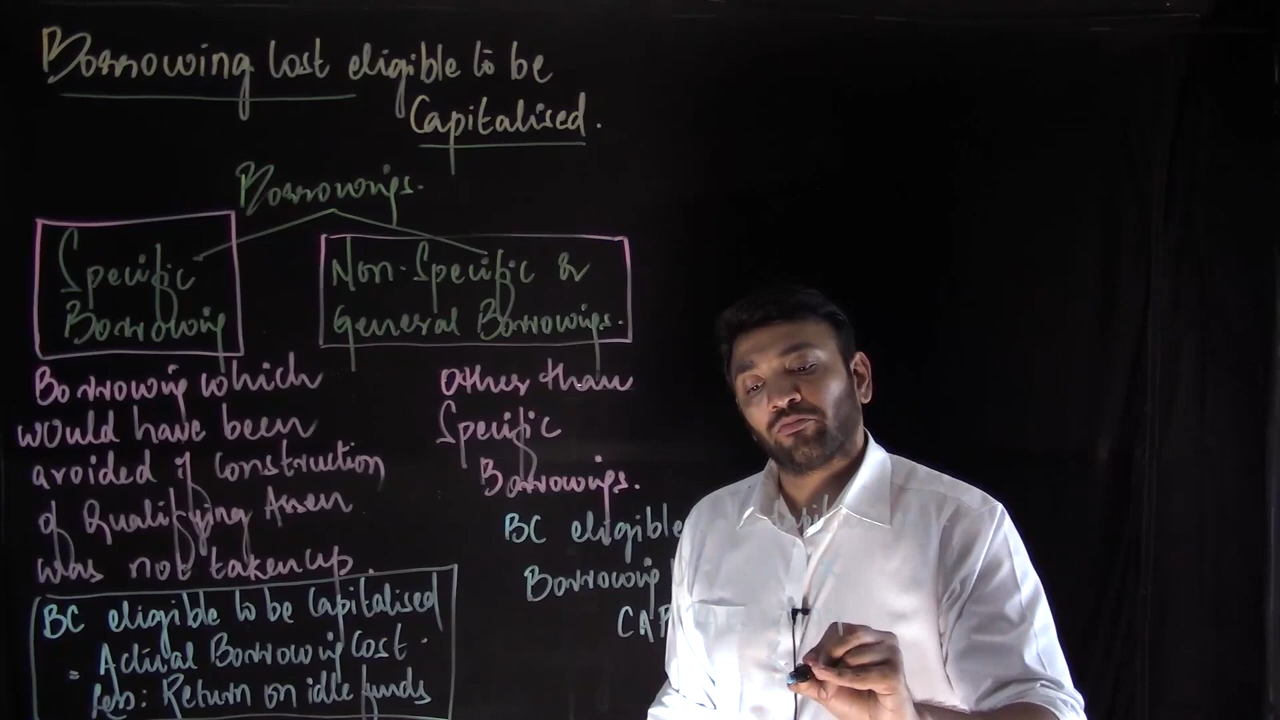 Borrowing Cost eligible to be
Capitalised.
Borrowings.
Specific
Borrowing
Non-Specific or
General Borrowings.
Borrowing which
would have been
avoided if Construction
of Qualifying Asset
was not taken up.
BC eligible to be Capitalised
= Actual Borrowing Cost.
Less: Return on idle funds
Other than
Specific
Borrowings.
BC eligible
Borrowing
CAP